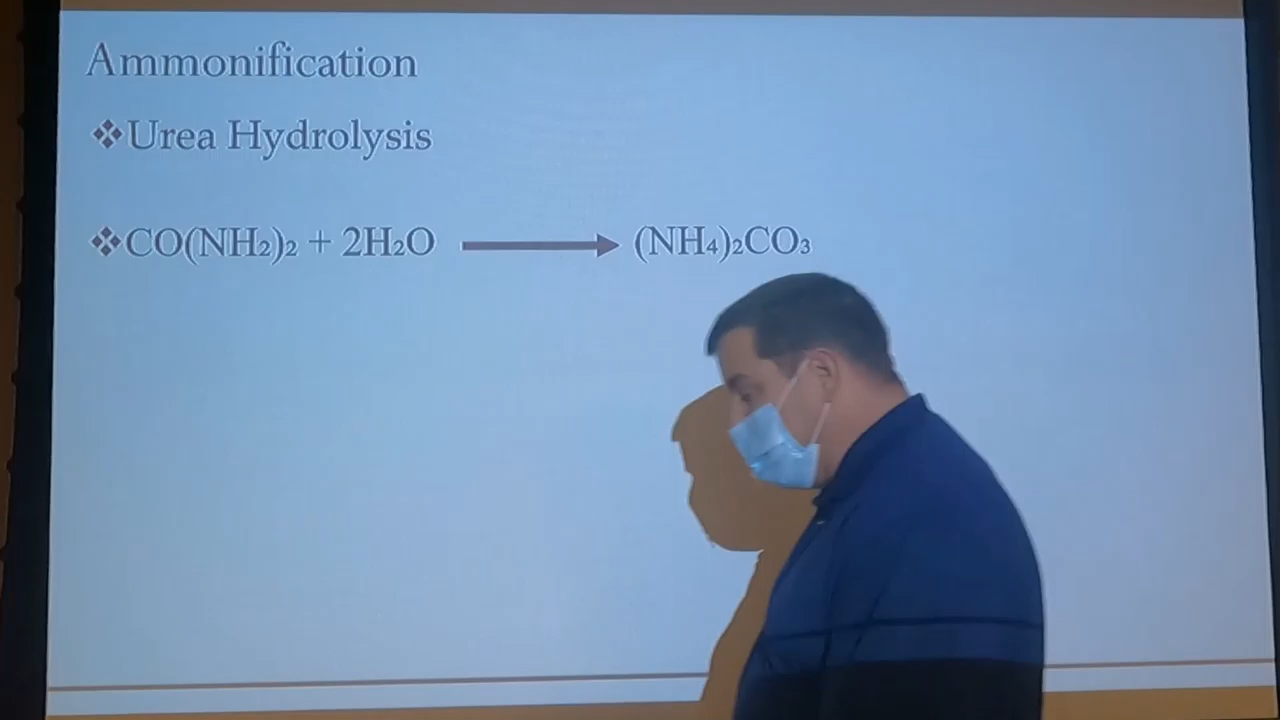 Ammonification
❖Urea Hydrolysis
❖CO(NH₂)₂ + 2H₂O ⟶ (NH₄)₂CO₃